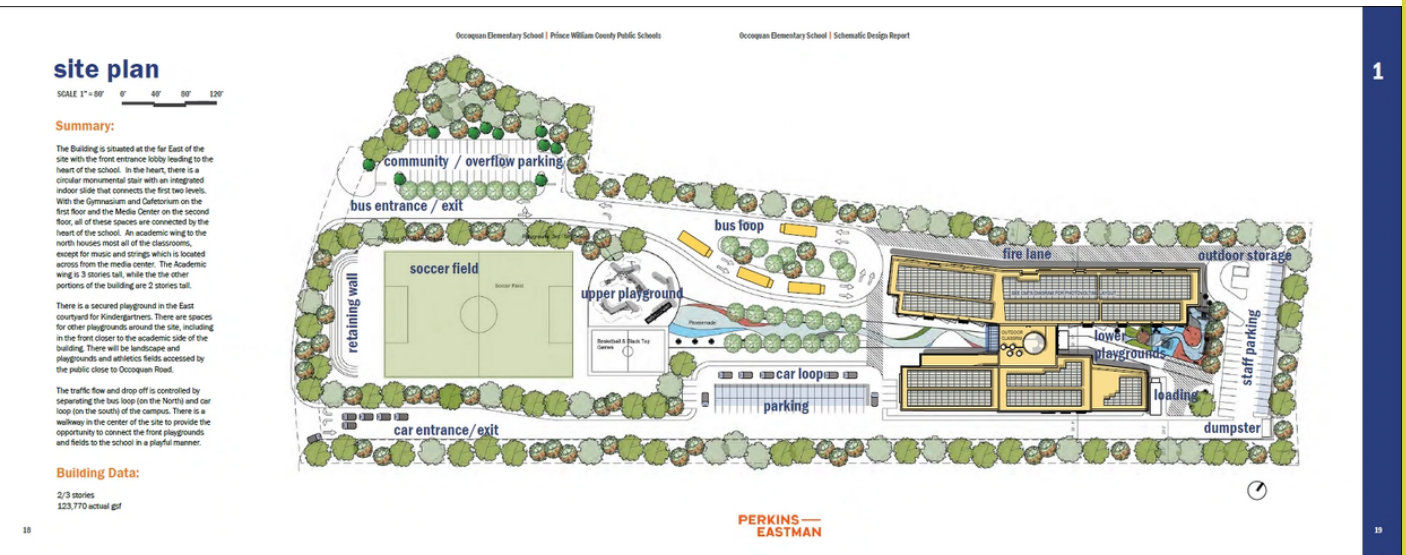 Occoquan Elementary School | Prince William County Public Schools
Occoquan Elementary School | Schematic Design Report
1
site plan
SCALE 1" = 80' 0' 40' 80' 120'
Summary:
The Building is situated at the far East of the
site with the front entrance lobby leading to the
heart of the school. In the heart, there is a
circular monumental stair with an integrated
indoor slide that connects the first two levels.
With the Gymnasium and Cafetorium on the
first floor and the Media Center on the second
floor, all of these spaces are connected by the
heart of the school. An academic wing to the
north houses most all of the classrooms,
except for music and strings which is located
across from the media center. The Academic
wing is 3 stories tall, while the the other
portions of the building are 2 stories tall.
There is a secured playground in the East
courtyard for Kindergartners. There are spaces
for other playgrounds around the site, including
in the front closer to the academic side of the
building. There will be landscape and
playgrounds and athletics fields accessed by
the public close to Occoquan Road.
The traffic flow and drop off is controlled by
separating the bus loop (on the North) and car
loop (on the south) of the campus. There is a
walkway in the center of the site to provide the
opportunity to connect the front playgrounds
and fields to the school in a playful manner.
Building Data:
2/3 stories
123,770 actual gsf
18
community / overflow parking
bus entrance / exit
bus loop
fire lane
outdoor storage
soccer field
Soccer Field
retaining wall
upper playground
Promenade
Basketball & Black Top
Games
OUTDOOR
CLASSROOM
lower
playgrounds
staff parking
car loop
parking
loading
car entrance/exit
dumpster
PERKINS—
EASTMAN
19